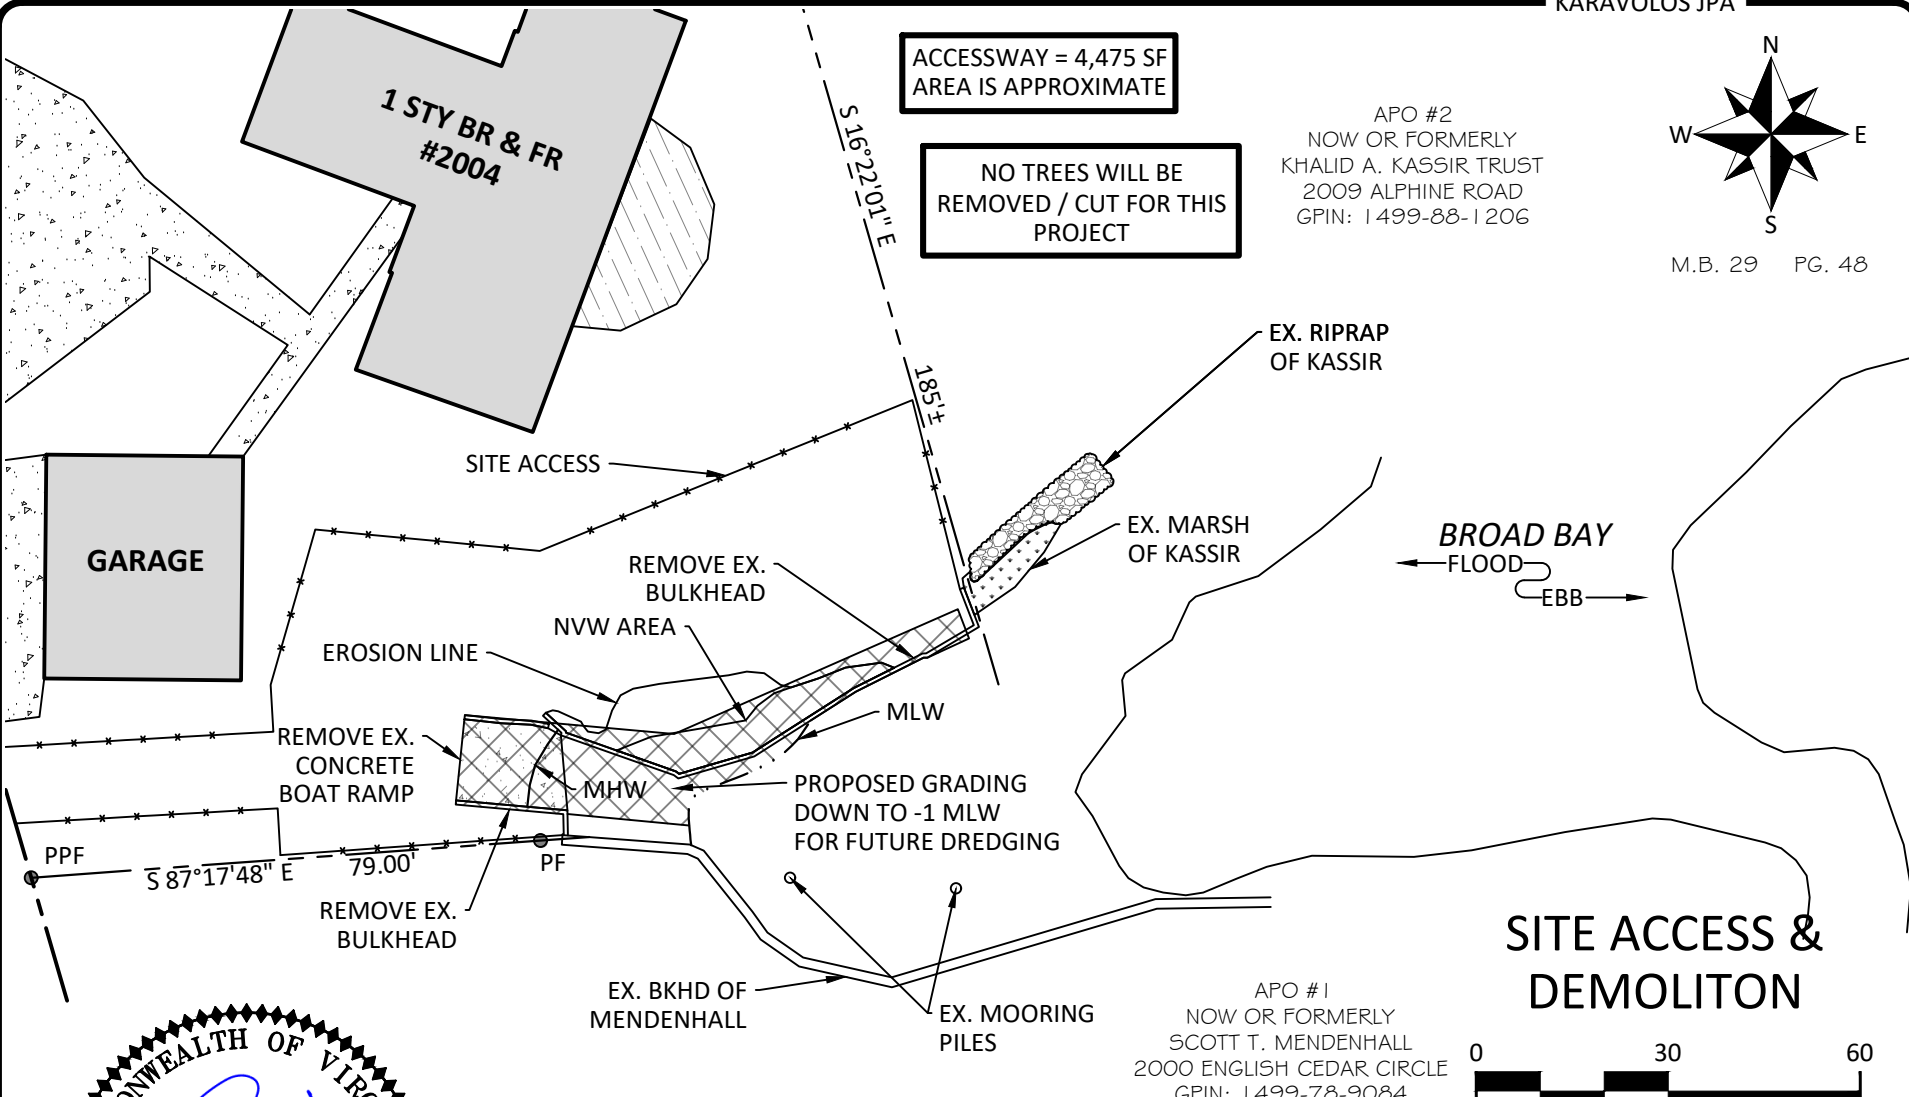 KARAVOLOS JPA
ACCESSWAY = 4,475 SF
AREA IS APPROXIMATE
NO TREES WILL BE
REMOVED / CUT FOR THIS
PROJECT
APO #2
NOW OR FORMERLY
KHALID A. KASSIR TRUST
2009 ALPHINE ROAD
GPIN: 1499-88-1206
N
W
E
S
M.B. 29 PG. 48
1 STY BR & FR
#2004
S 16°22'01" E
185'±
EX. RIPRAP
OF KASSIR
SITE ACCESS
GARAGE
EX. MARSH
OF KASSIR
BROAD BAY
FLOOD
EBB
REMOVE EX.
BULKHEAD
NVW AREA
EROSION LINE
MLW
REMOVE EX.
CONCRETE
BOAT RAMP
MHW
PROPOSED GRADING
DOWN TO -1 MLW
FOR FUTURE DREDGING
PPF
S 87°17'48" E
79.00'
PF
REMOVE EX.
BULKHEAD
EX. BKHD OF
MENDENHALL
EX. MOORING
PILES
SITE ACCESS &
DEMOLITON
APO #1
NOW OR FORMERLY
SCOTT T. MENDENHALL
2000 ENGLISH CEDAR CIRCLE
GPIN: 1499-78-9084
0 30 60